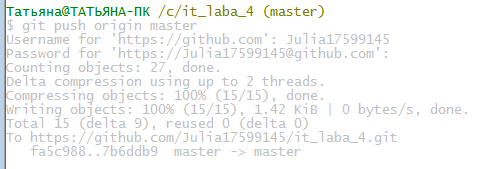 Татьяна@ТАТЬЯНА-ПК /c/it_laba_4 (master)
$ git push origin master
Username for 'https://github.com': Julia17599145
Password for 'https://Julia17599145@github.com':
Counting objects: 27, done.
Delta compression using up to 2 threads.
Compressing objects: 100% (15/15), done.
Writing objects: 100% (15/15), 1.42 KiB | 0 bytes/s, done.
Total 15 (delta 9), reused 0 (delta 0)
To https://github.com/Julia17599145/it_laba_4.git
   fa5c988..7b6ddb9  master -> master